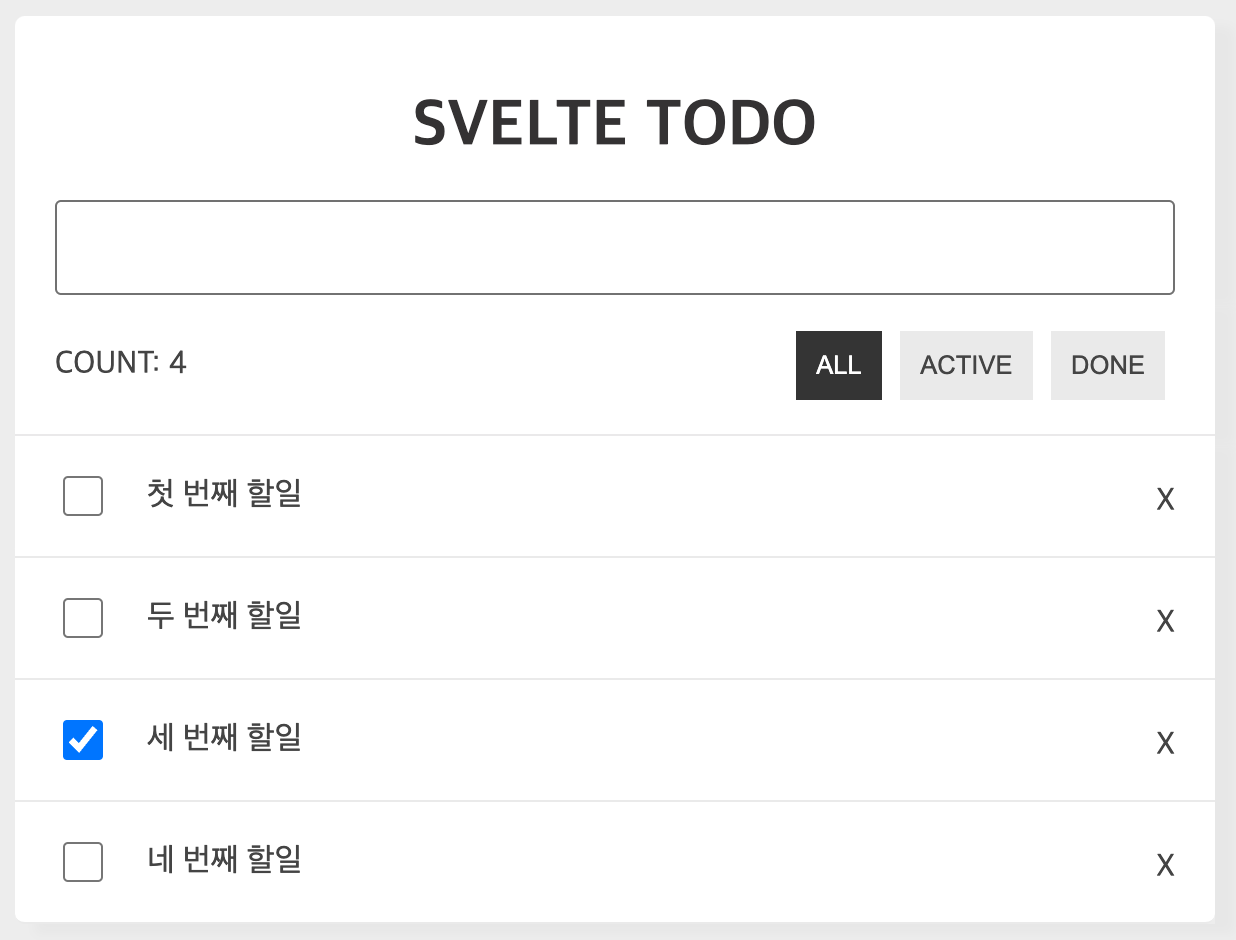 SVELTE TODO
COUNT: 4 ALL ACTIVE DONE
첫 번째 할일 X
두 번째 할일 X
세 번째 할일 X
네 번째 할일 X